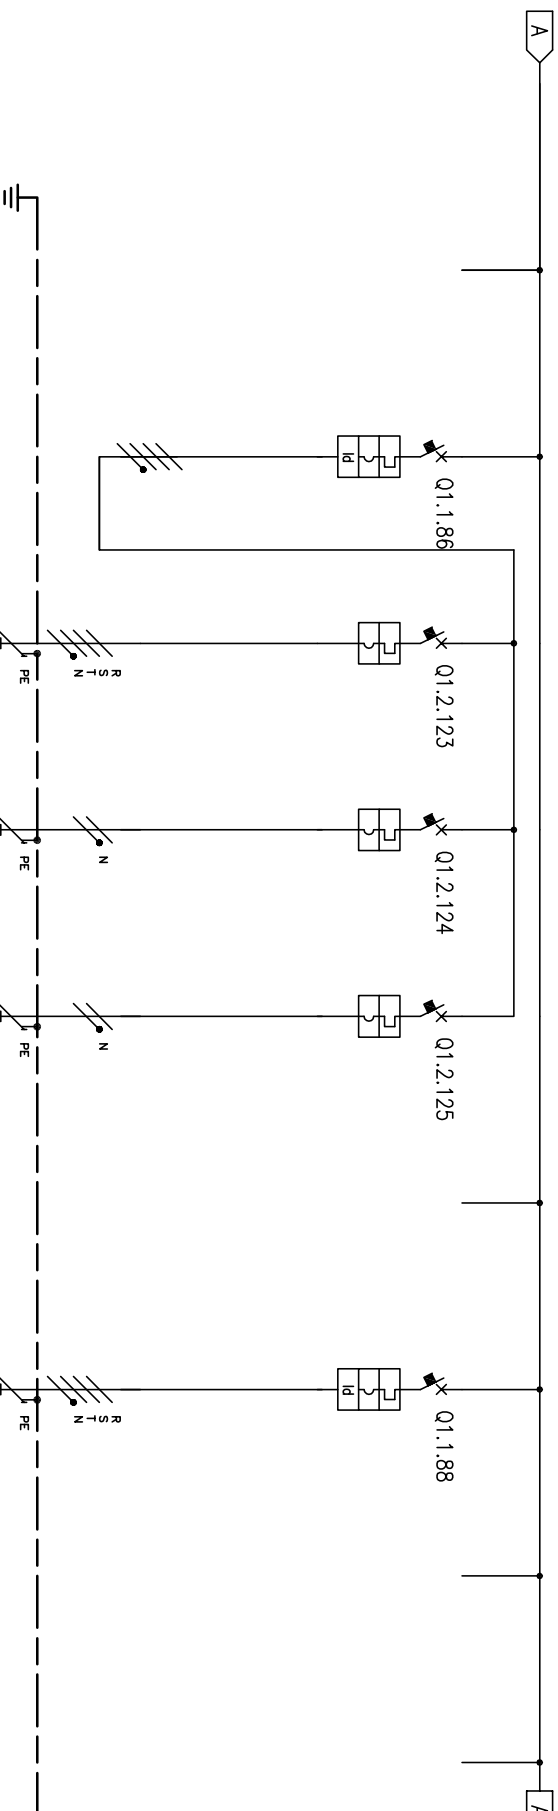 A
Id
Q1.1.86
Q1.2.123
R
S
T
N
PE
Q1.2.124
N
PE
Q1.2.125
N
PE
Id
Q1.1.88
R
S
T
N
PE